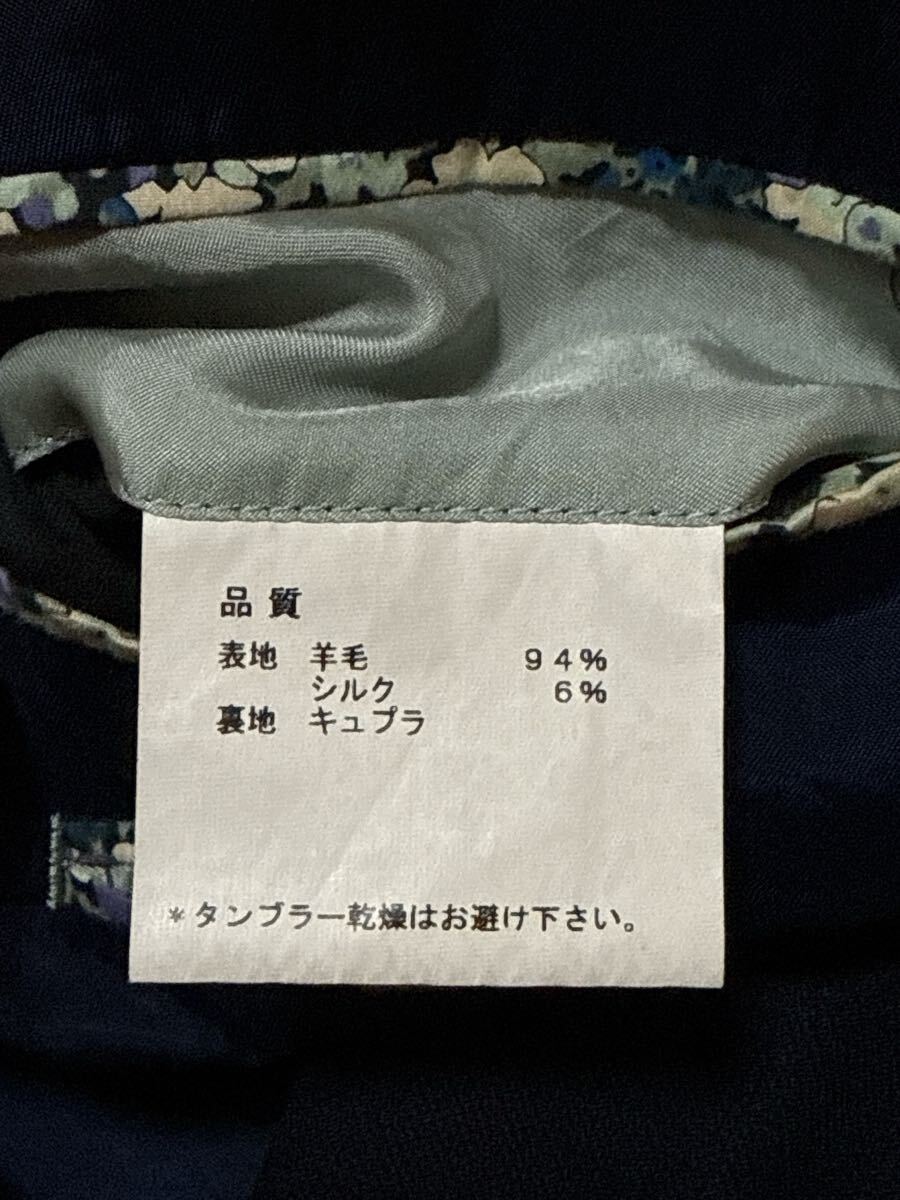 品質
表地 羊毛 94%
シルク 6%
裏地 キュプラ
*タンブラー乾燥はお避け下さい。